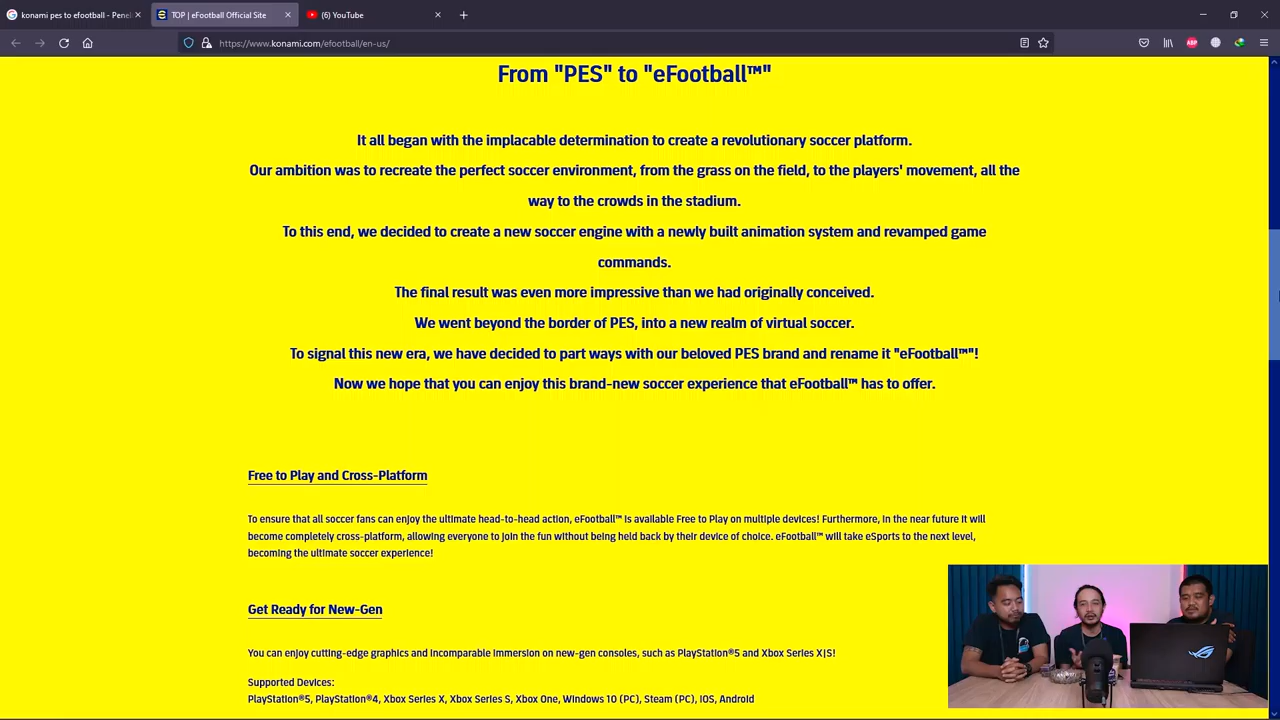 konami pes to efootball - Penel
TOP | eFootball Official Site
(6) YouTube
https://www.konami.com/efootball/en-us/
ABP
From "PES" to "eFootball™"
It all began with the implacable determination to create a revolutionary soccer platform.
Our ambition was to recreate the perfect soccer environment, from the grass on the field, to the players' movement, all the
way to the crowds in the stadium.
To this end, we decided to create a new soccer engine with a newly built animation system and revamped game
commands.
The final result was even more impressive than we had originally conceived.
We went beyond the border of PES, into a new realm of virtual soccer.
To signal this new era, we have decided to part ways with our beloved PES brand and rename it "eFootball™"!
Now we hope that you can enjoy this brand-new soccer experience that eFootball™ has to offer.
Free to Play and Cross-Platform
To ensure that all soccer fans can enjoy the ultimate head-to-head action, eFootball™ is available Free to Play on multiple devices! Furthermore, in the near future it will
become completely cross-platform, allowing everyone to join the fun without being held back by their device of choice. eFootball™ will take eSports to the next level,
becoming the ultimate soccer experience!
Get Ready for New-Gen
You can enjoy cutting-edge graphics and incomparable immersion on new-gen consoles, such as PlayStation®5 and Xbox Series X|S!
Supported Devices:
PlayStation®5, PlayStation®4, Xbox Series X, Xbox Series S, Xbox One, Windows 10 (PC), Steam (PC), iOS, Android